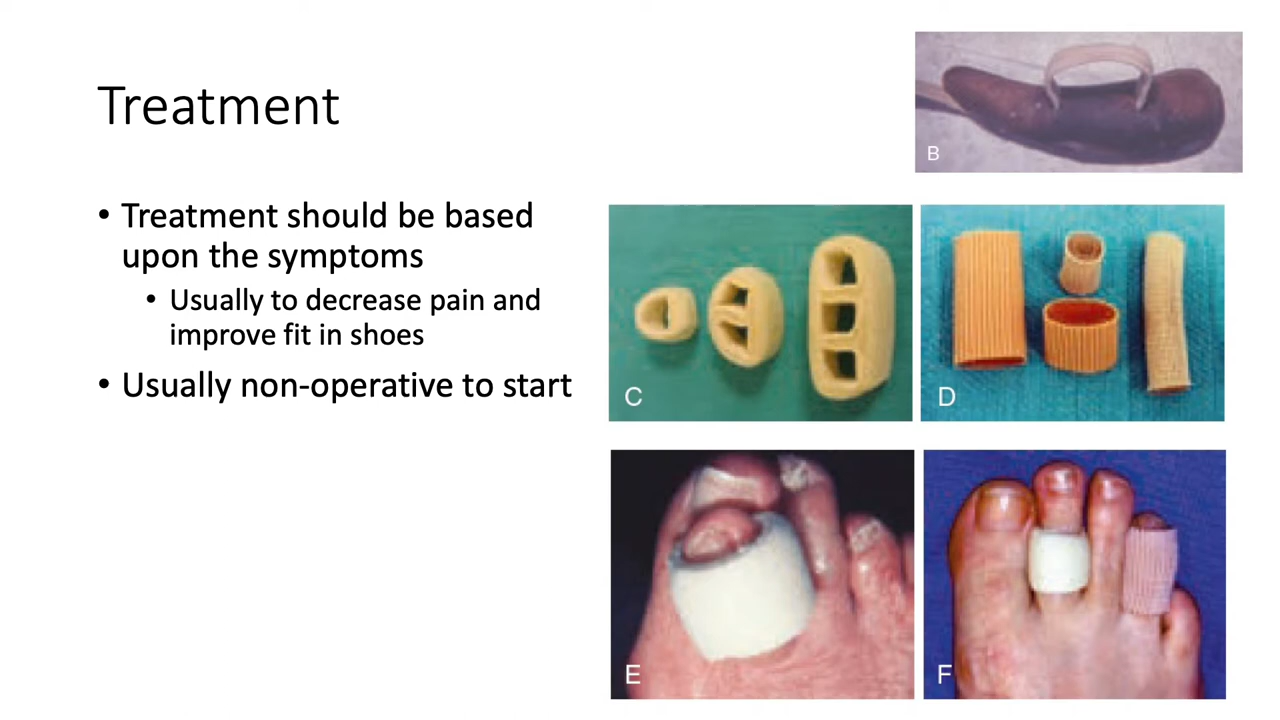 Treatment
• Treatment should be based
upon the symptoms
• Usually to decrease pain and
improve fit in shoes
• Usually non-operative to start
B
C
D
E
F